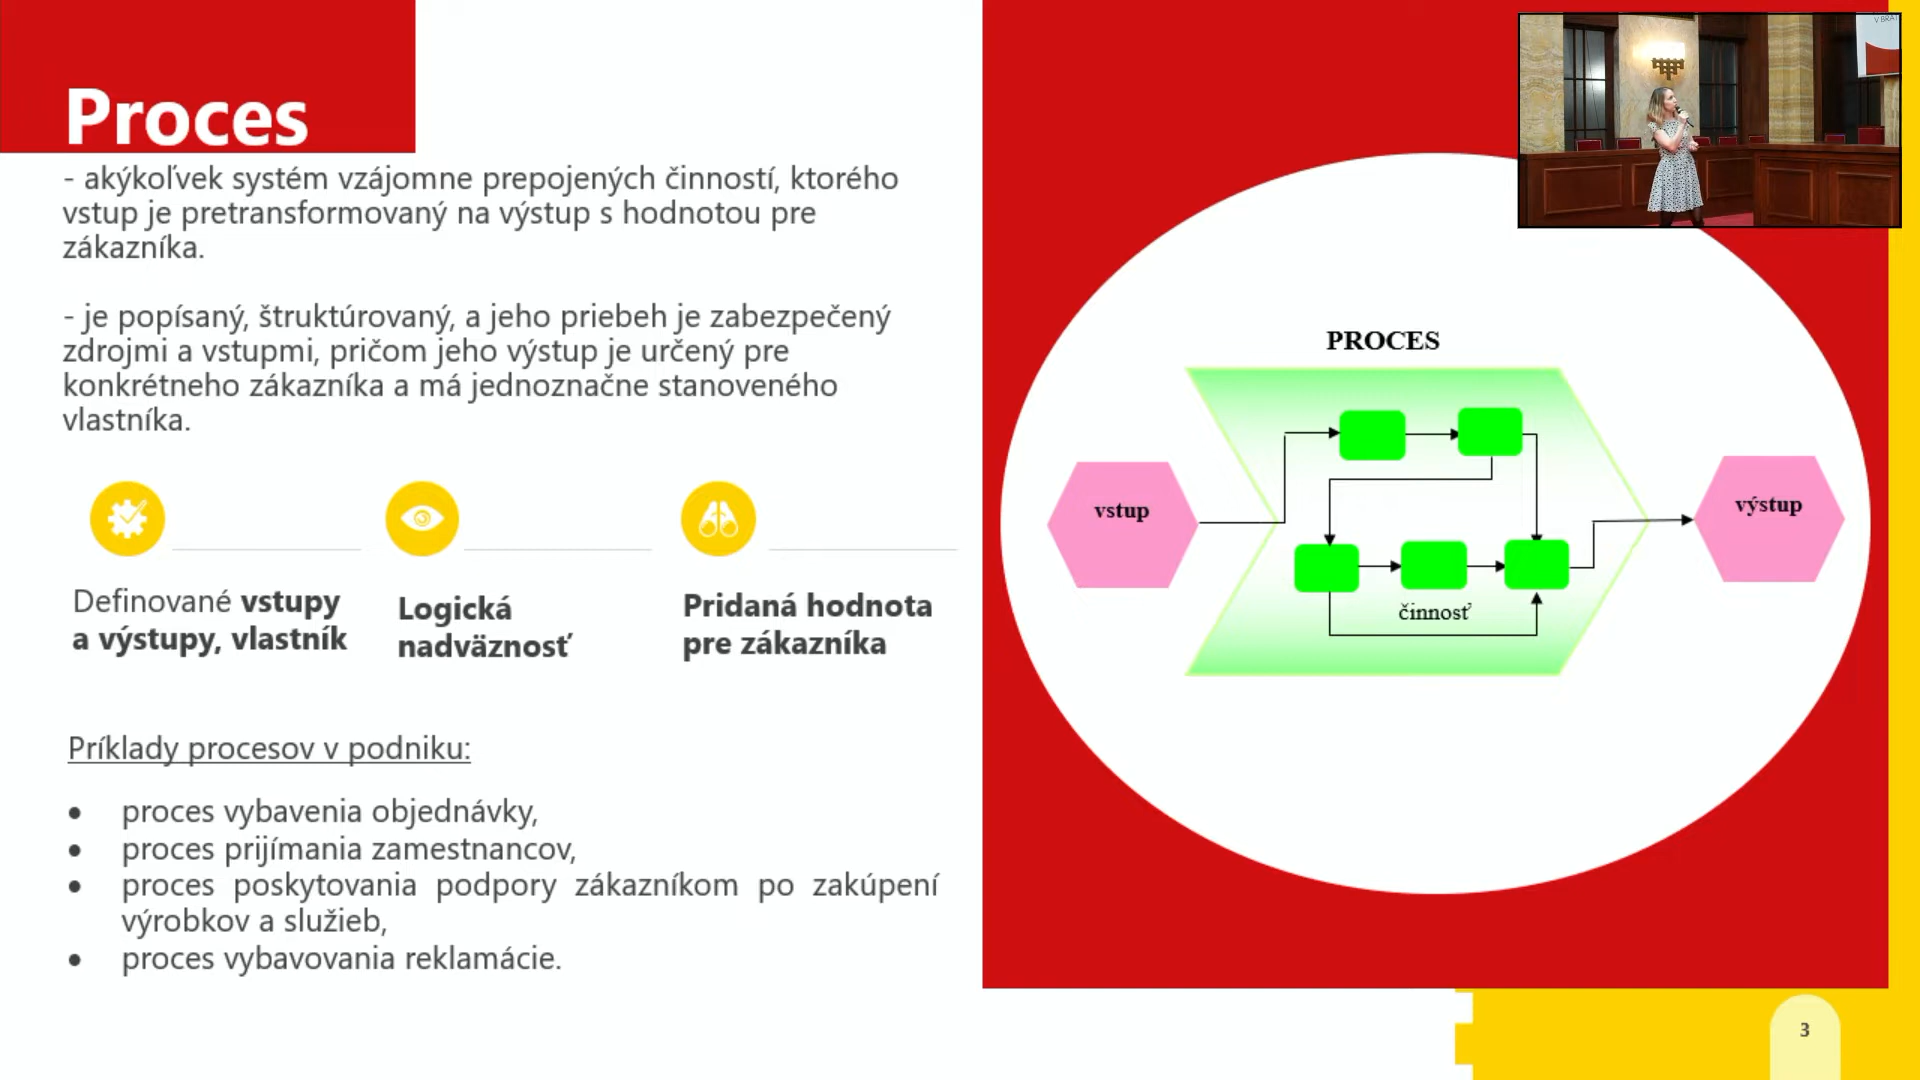 Proces
- akýkoľvek systém vzájomne prepojených činností, ktorého
vstup je pretransformovaný na výstup s hodnotou pre
zákazníka.
- je popísaný, štruktúrovaný, a jeho priebeh je zabezpečený
zdrojmi a vstupmi, pričom jeho výstup je určený pre
konkrétneho zákazníka a má jednoznačne stanoveného
vlastníka.
Definované vstupy
a výstupy, vlastník
Logická
nadväznosť
Pridaná hodnota
pre zákazníka
Príklady procesov v podniku:
• proces vybavenia objednávky,
• proces prijímania zamestnancov,
• proces poskytovania podpory zákazníkom po zakúpení
výrobkov a služieb,
• proces vybavovania reklamácie.
PROCES
vstup
výstup
činnosť
V BRAT
3